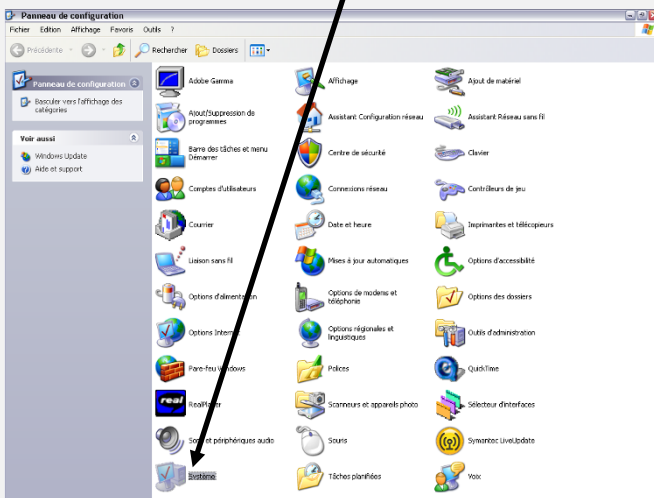 Panneau de configuration
Fichier Edition Affichage Favoris Outils ?
Précédente Rechercher Dossiers
Panneau de configuration
Basculer vers l'affichage des
catégories
Voir aussi
Windows Update
Aide et support
Adobe Gamma
Affichage
Ajout de matériel
Ajout/Suppression de
programmes
Assistant Configuration réseau
Assistant Réseau sans fil
Barre des tâches et menu
Démarrer
Centre de sécurité
Clavier
Comptes d'utilisateurs
Connexions réseau
Contrôleurs de jeu
Courrier
Date et heure
Imprimantes et télécopieurs
Liaison sans fil
Mises à jour automatiques
Options d'accessibilité
Options d'alimentation
Options de modems et
téléphonie
Options des dossiers
Options Internet
Options régionales et
linguistiques
Outils d'administration
Pare-feu Windows
Polices
QuickTime
real
RealPlayer
Scanneurs et appareils photo
Sélecteur d'interfaces
Sons et périphériques audio
Souris
Symantec LiveUpdate
Système
Tâches planifiées
Voix